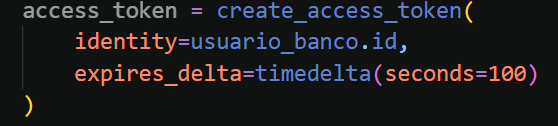 access_token = create_access_token(
    identity=usuario_banco.id,
    expires_delta=timedelta(seconds=100)
)